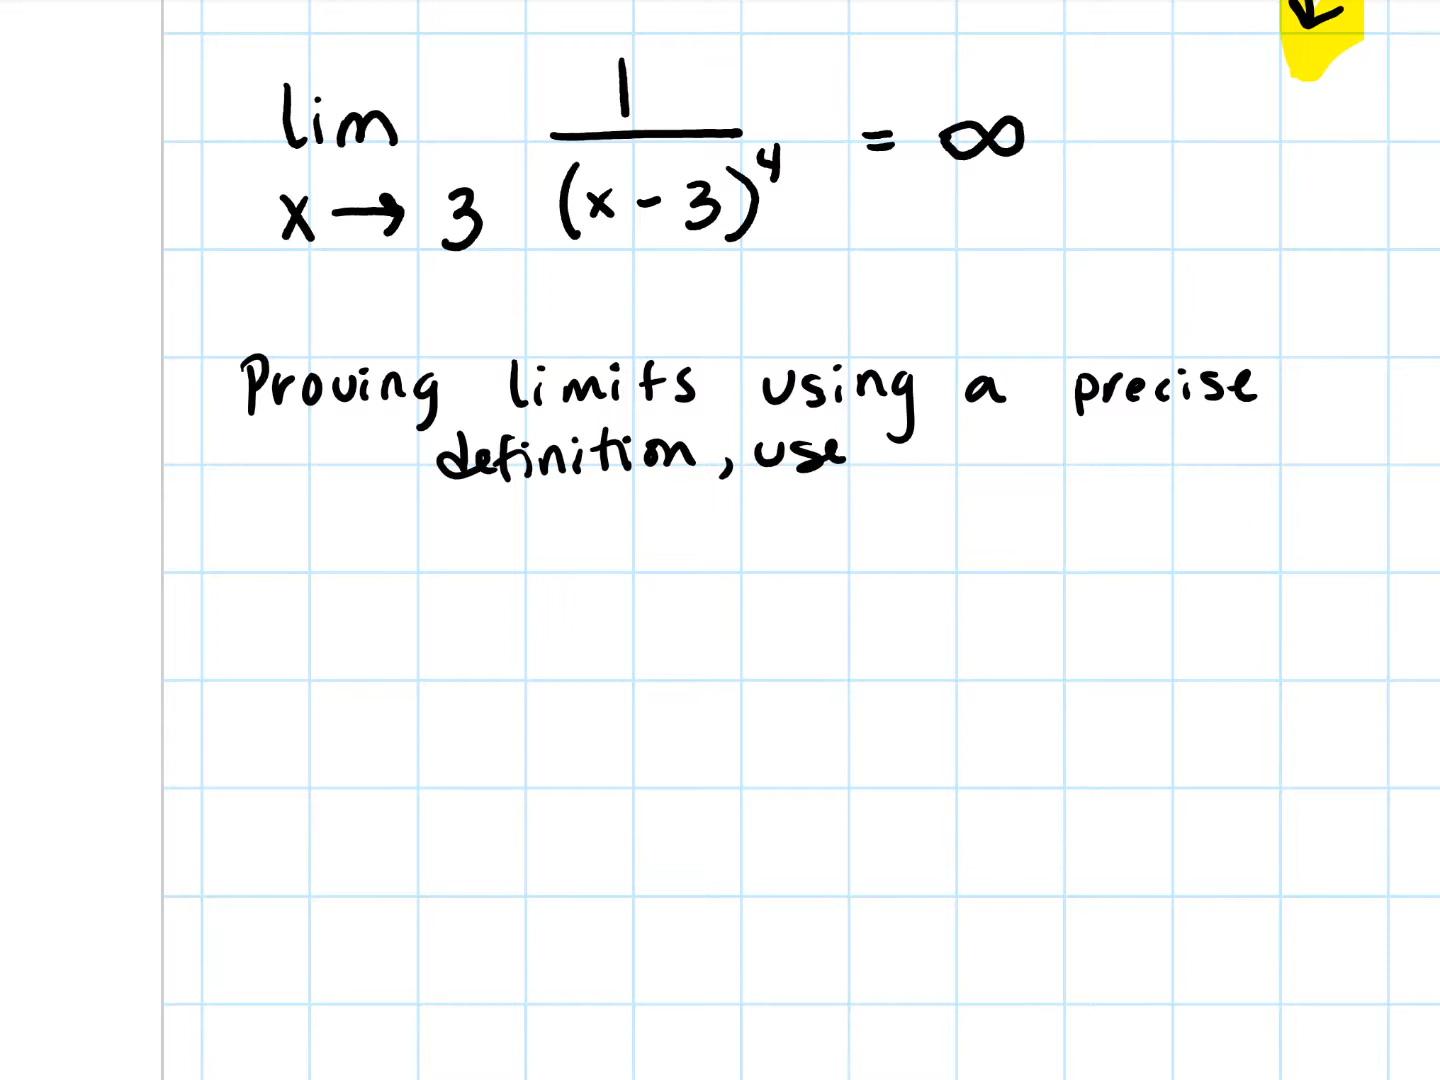 lim 1
x → 3 (x - 3)⁴ = ∞
Proving limits using a precise
definition, use